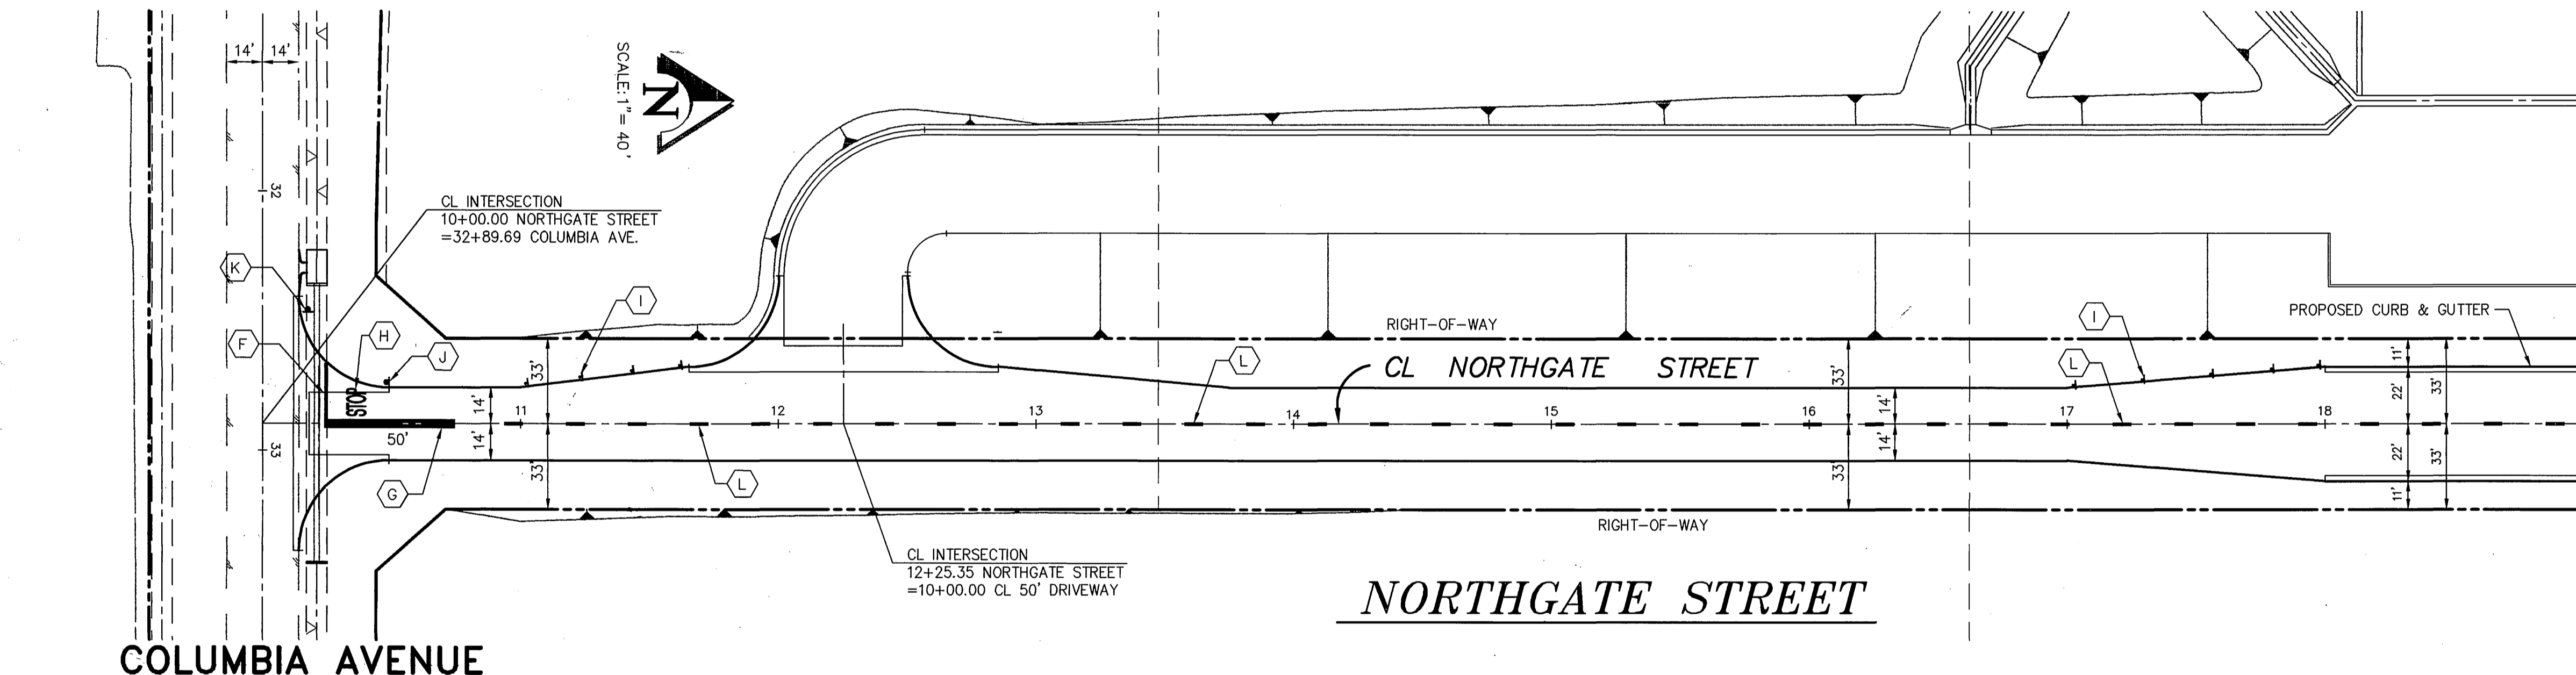 14' 14'
N
SCALE: 1" = 40'
32
CL INTERSECTION
10+00.00 NORTHGATE STREET
=32+89.69 COLUMBIA AVE.
K
I
F
H
J
STOP
50'
G
33
14'
14'
33'
33'
11
12
13
14
15
16
17
18
L
L
L
I
RIGHT-OF-WAY
CL NORTHGATE STREET
PROPOSED CURB & GUTTER
33'
33'
14'
14'
11'
22'
33'
22'
33'
11'
RIGHT-OF-WAY
CL INTERSECTION
12+25.35 NORTHGATE STREET
=10+00.00 CL 50' DRIVEWAY
NORTHGATE STREET
COLUMBIA AVENUE